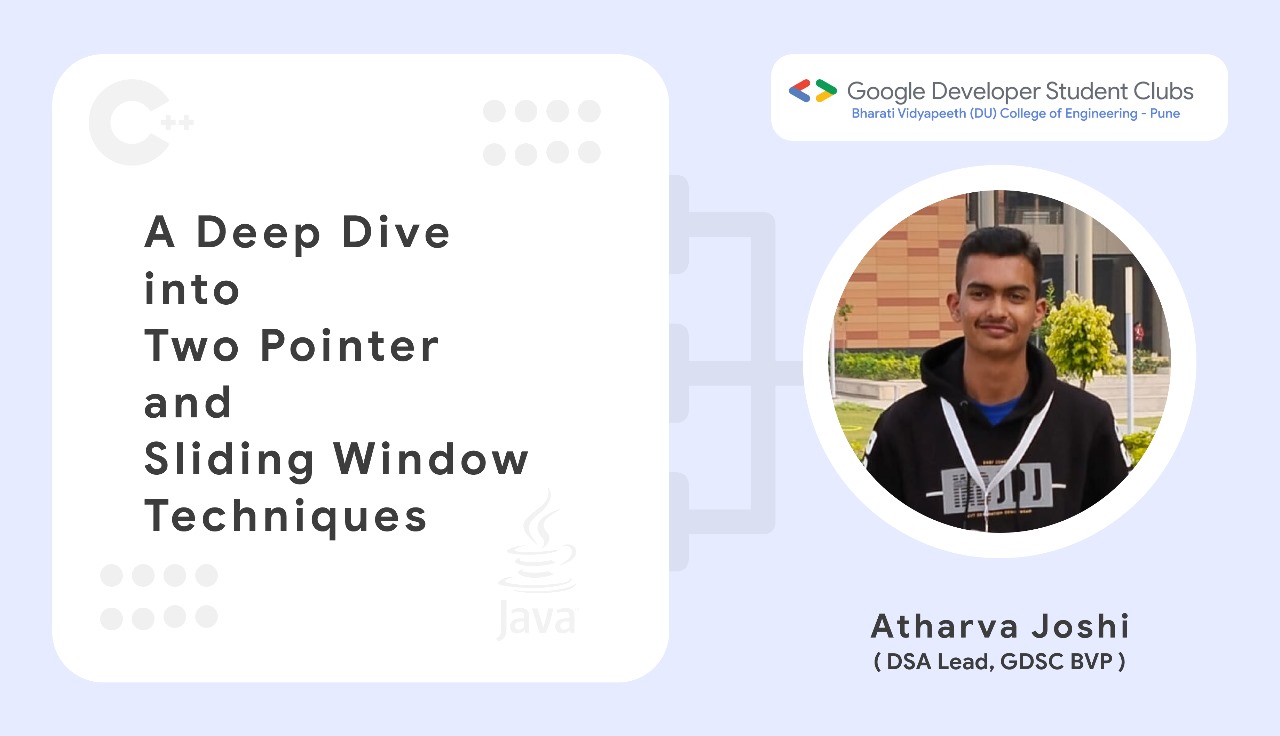 C++
A Deep Dive
into
Two Pointer
and
Sliding Window
Techniques
Java
Google Developer Student Clubs
Bharati Vidyapeeth (DU) College of Engineering - Pune
Atharva Joshi
( DSA Lead, GDSC BVP )